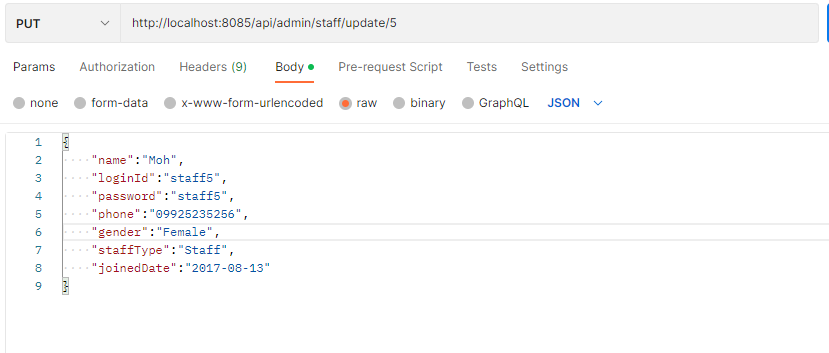 PUT http://localhost:8085/api/admin/staff/update/5
Params Authorization Headers (9) Body Pre-request Script Tests Settings
none form-data x-www-form-urlencoded raw binary GraphQL JSON
1 {
2 "name":"Moh",
3 "loginId":"staff5",
4 "password":"staff5",
5 "phone":"09925235256",
6 "gender":"Female",
7 "staffType":"Staff",
8 "joinedDate":"2017-08-13"
9 }